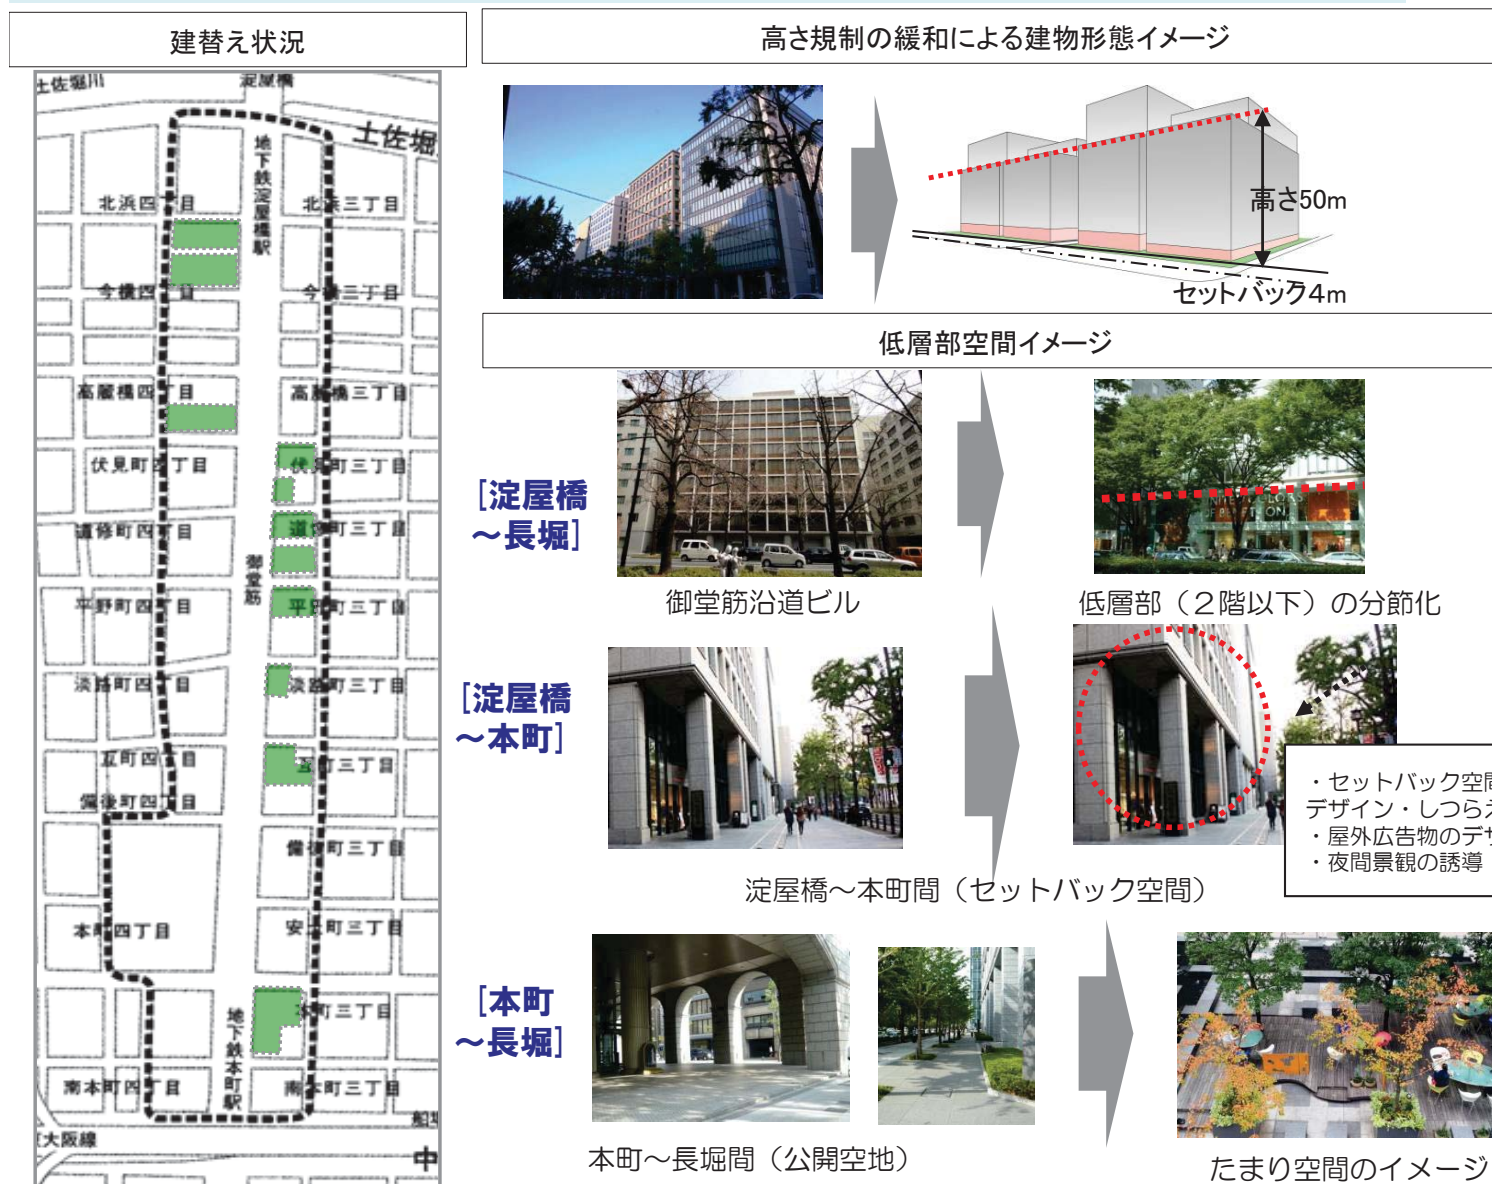 建替え状況
高さ規制の緩和による建物形態イメージ
土佐堀川
淀屋橋
土佐堀
地下鉄淀屋橋駅
北浜四丁目
北浜三丁目
今橋四丁目
今橋三丁目
高麗橋四丁目
高麗橋三丁目
伏見町四丁目
伏見町三丁目
道修町四丁目
道修町三丁目
御堂筋
平野町四丁目
平野町三丁目
淡路町四丁目
淡路町三丁目
瓦町四丁目
瓦町三丁目
備後町四丁目
備後町三丁目
本町四丁目
安土町三丁目
本町三丁目
地下鉄本町駅
南本町四丁目
南本町三丁目
船場
大阪線
中
高さ50m
セットバック4m
低層部空間イメージ
[淀屋橋
～長堀]
御堂筋沿道ビル
低層部（２階以下）の分節化
[淀屋橋
～本町]
・セットバック空間
デザイン・しつらえ
・屋外広告物のデザ
・夜間景観の誘導
淀屋橋～本町間（セットバック空間）
[本町
～長堀]
本町～長堀間（公開空地）
たまり空間のイメージ